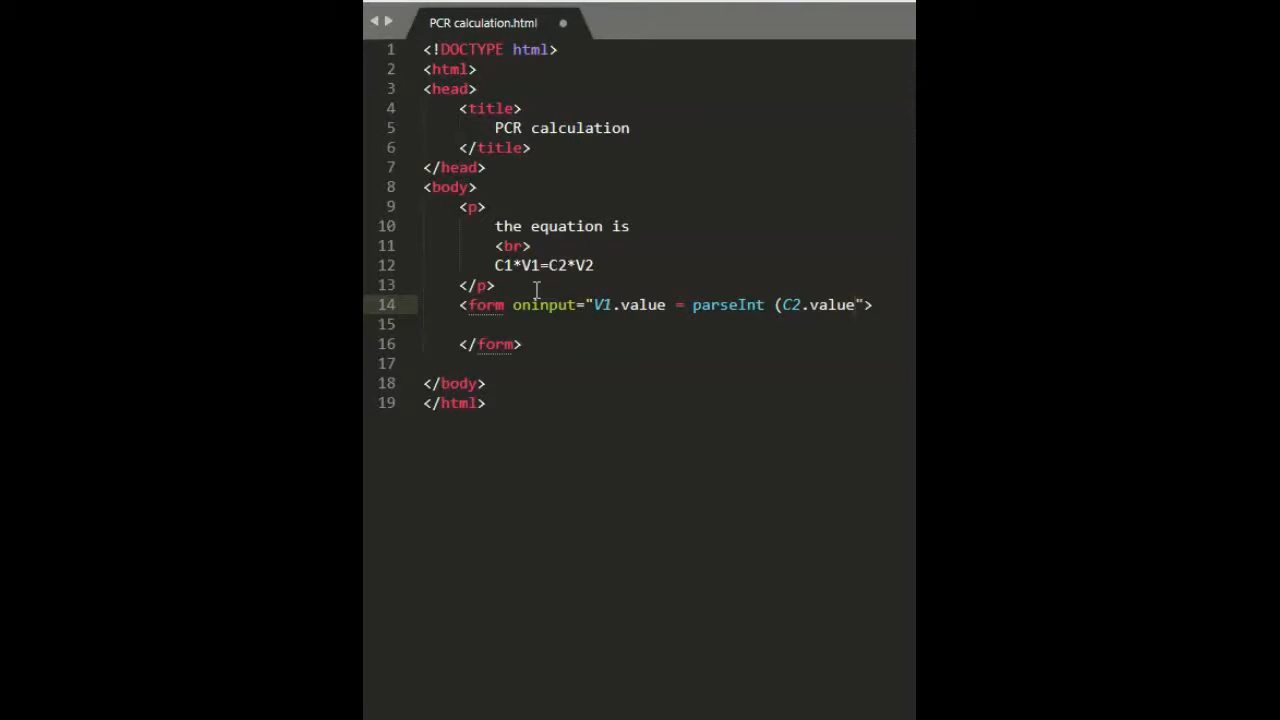 PCR calculation.html
1 <!DOCTYPE html>
2 <html>
3 <head>
4 <title>
5 PCR calculation
6 </title>
7 </head>
8 <body>
9 <p>
10 the equation is
11 <br>
12 C1*V1=C2*V2
13 </p>
14 <form oninput="V1.value = parseInt (C2.value">
15
16 </form>
17
18 </body>
19 </html>